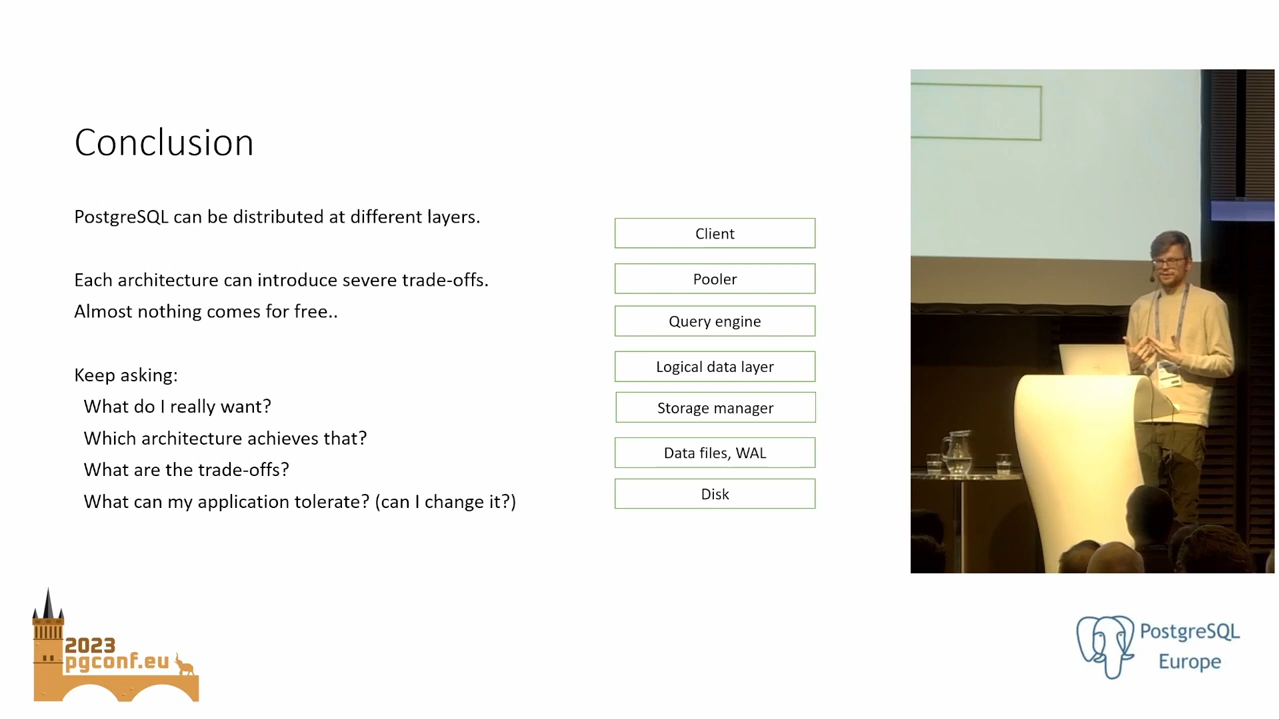 Conclusion
PostgreSQL can be distributed at different layers.
Each architecture can introduce severe trade-offs.
Almost nothing comes for free..
Keep asking:
What do I really want?
Which architecture achieves that?
What are the trade-offs?
What can my application tolerate? (can I change it?)
Client
Pooler
Query engine
Logical data layer
Storage manager
Data files, WAL
Disk
2023
pgconf.eu
PostgreSQL
Europe